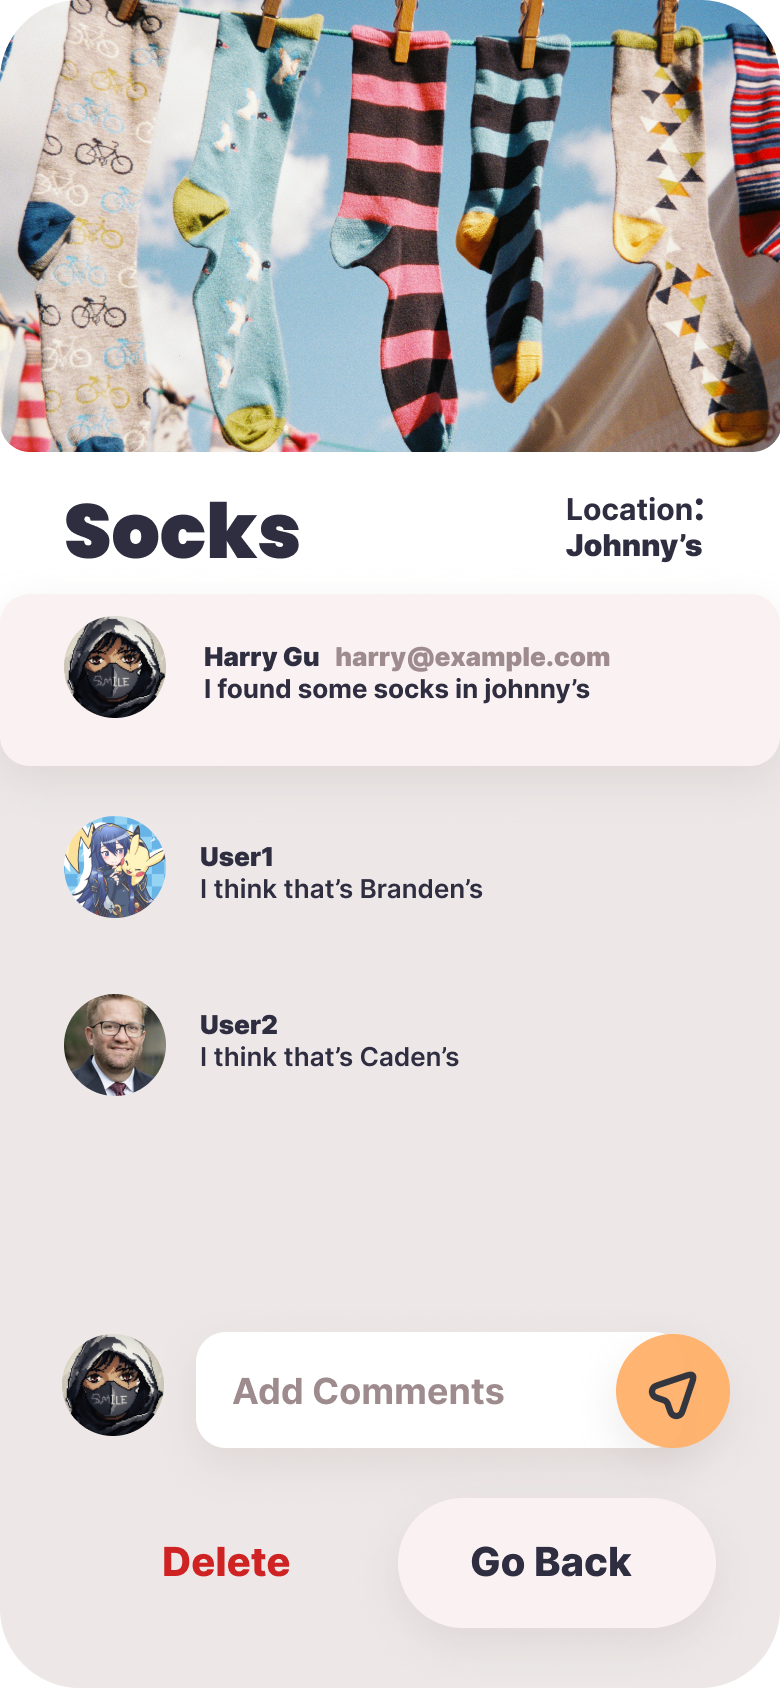 Socks
Location:
Johnny's
SMILE
Harry Gu harry@example.com
I found some socks in johnny's
User1
I think that's Branden's
User2
I think that's Caden's
SMILE
Add Comments
Delete
Go Back